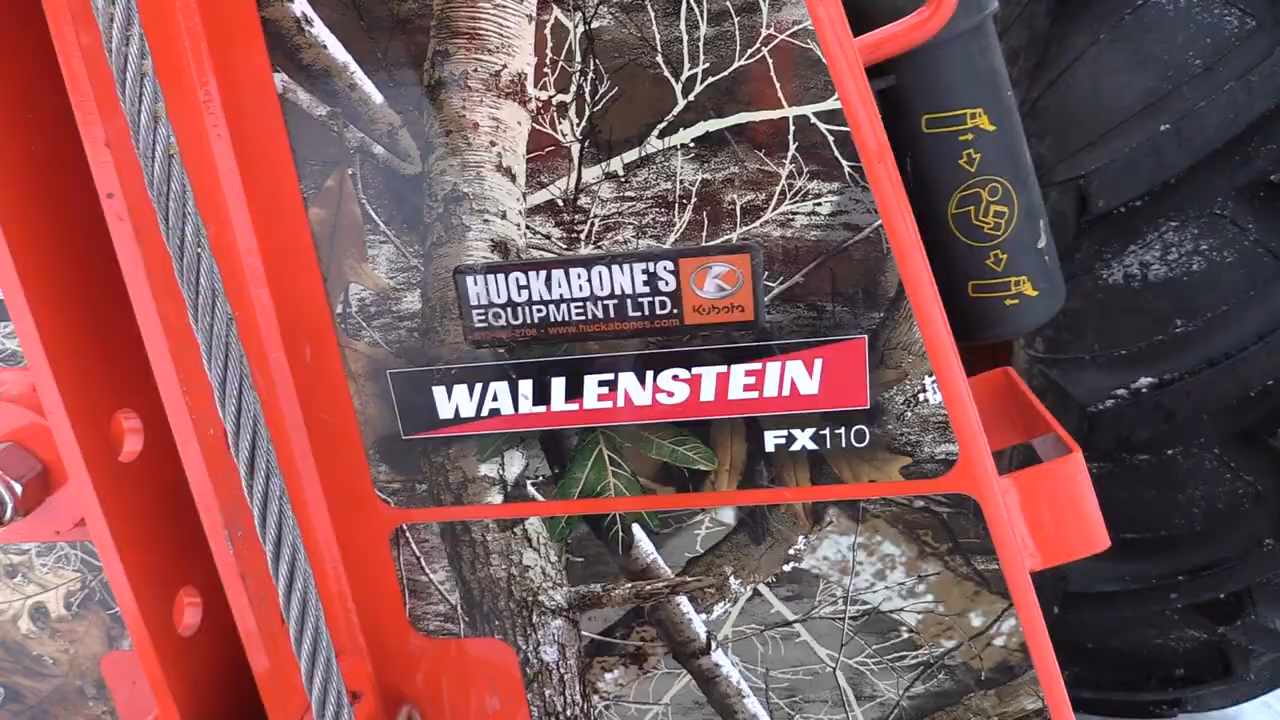 HUCKABONE'S
EQUIPMENT LTD.
www.huckabones.com
K
Kubota
WALLENSTEIN
FX110